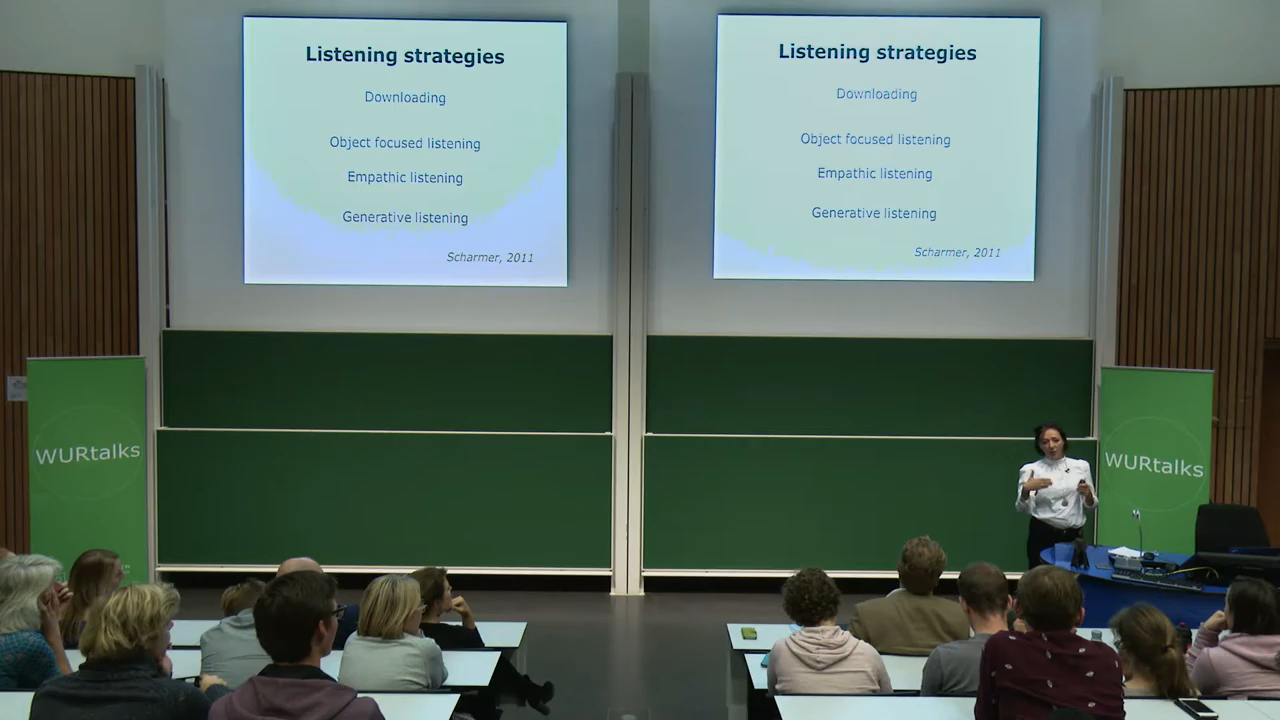 Listening strategies
Downloading
Object focused listening
Empathic listening
Generative listening
Scharmer, 2011
Listening strategies
Downloading
Object focused listening
Empathic listening
Generative listening
Scharmer, 2011
WURtalks
WURtalks